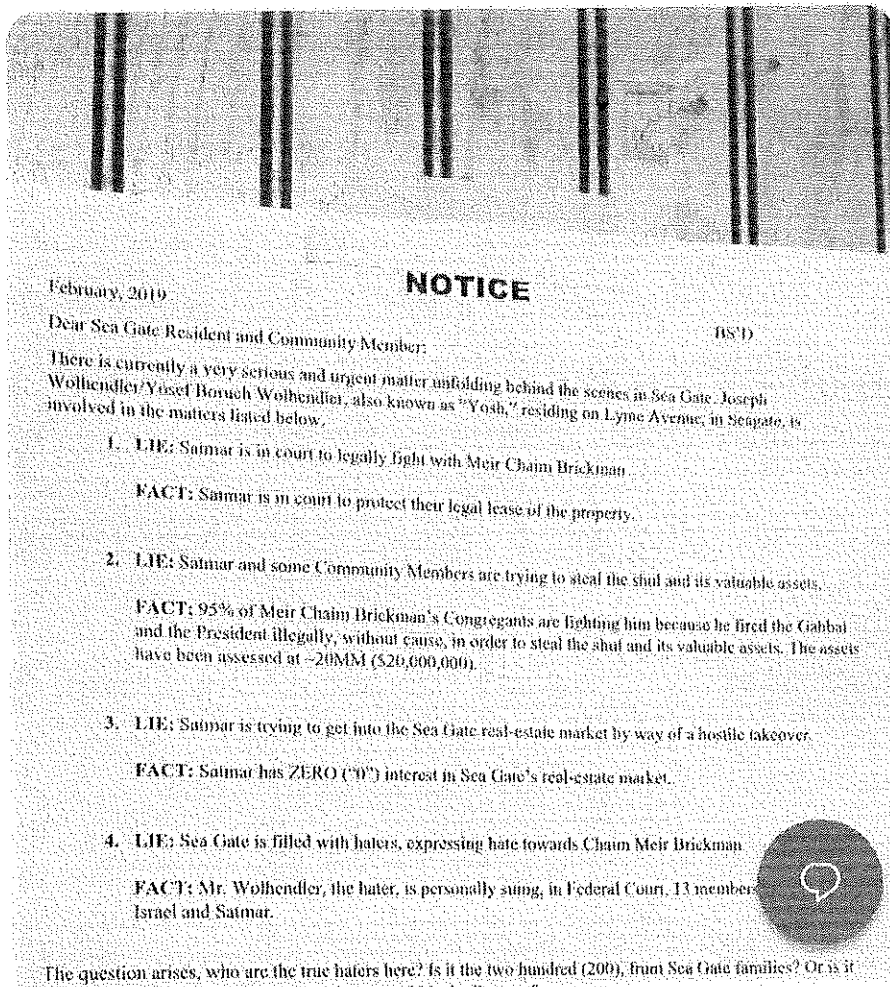 NOTICE
February, 2019
BS'D
Dear Sea Gate Resident and Community Member:
There is currently a very serious and urgent matter unfolding behind the scenes in Sea Gate. Joseph
Wolhendler/Yosef Boruch Wolhendler, also known as "Yosh," residing on Lyme Avenue, in Seagate, is
involved in the matters listed below.
1. LIE: Satmar is in court to legally fight with Meir Chaim Brickman
FACT: Satmar is in court to protect their legal lease of the property.
2. LIE: Satmar and some Community Members are trying to steal the shul and its valuable assets.
FACT: 95% of Meir Chaim Brickman's Congregants are fighting him because he fired the Gabbai
and the President illegally, without cause, in order to steal the shul and its valuable assets. The assets
have been assessed at ~20MM ($20,000,000).
3. LIE: Satmar is trying to get into the Sea Gate real-estate market by way of a hostile takeover.
FACT: Satmar has ZERO ("0") interest in Sea Gate's real-estate market.
4. LIE: Sea Gate is filled with haters, expressing hate towards Chaim Meir Brickman
FACT: Mr. Wolhendler, the hater, is personally suing, in Federal Court, 13 members
Israel and Satmar.
The question arises, who are the true haters here? Is it the two hundred (200), from Sea Gate families? Or is it